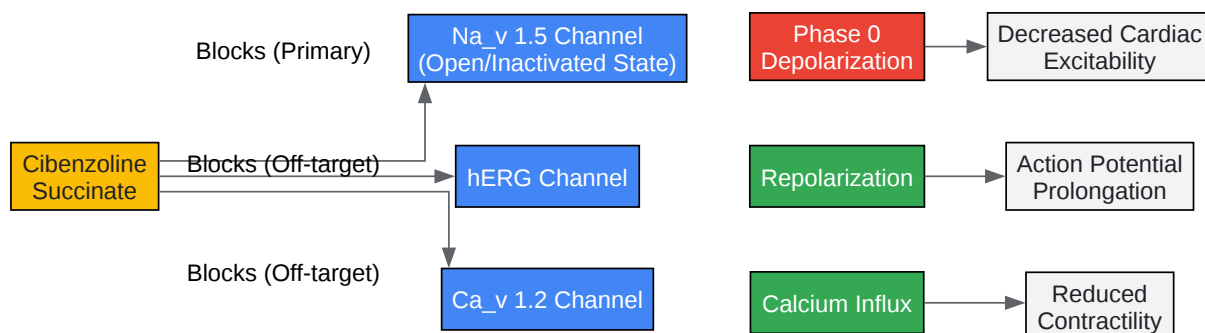 Blocks (Primary)
Na_v 1.5 Channel
(Open/Inactivated State)
Phase 0
Depolarization
Decreased Cardiac
Excitability
Cibenzoline
Succinate
Blocks (Off-target)
hERG Channel
Repolarization
Action Potential
Prolongation
Blocks (Off-target)
Ca_v 1.2 Channel
Calcium Influx
Reduced
Contractility